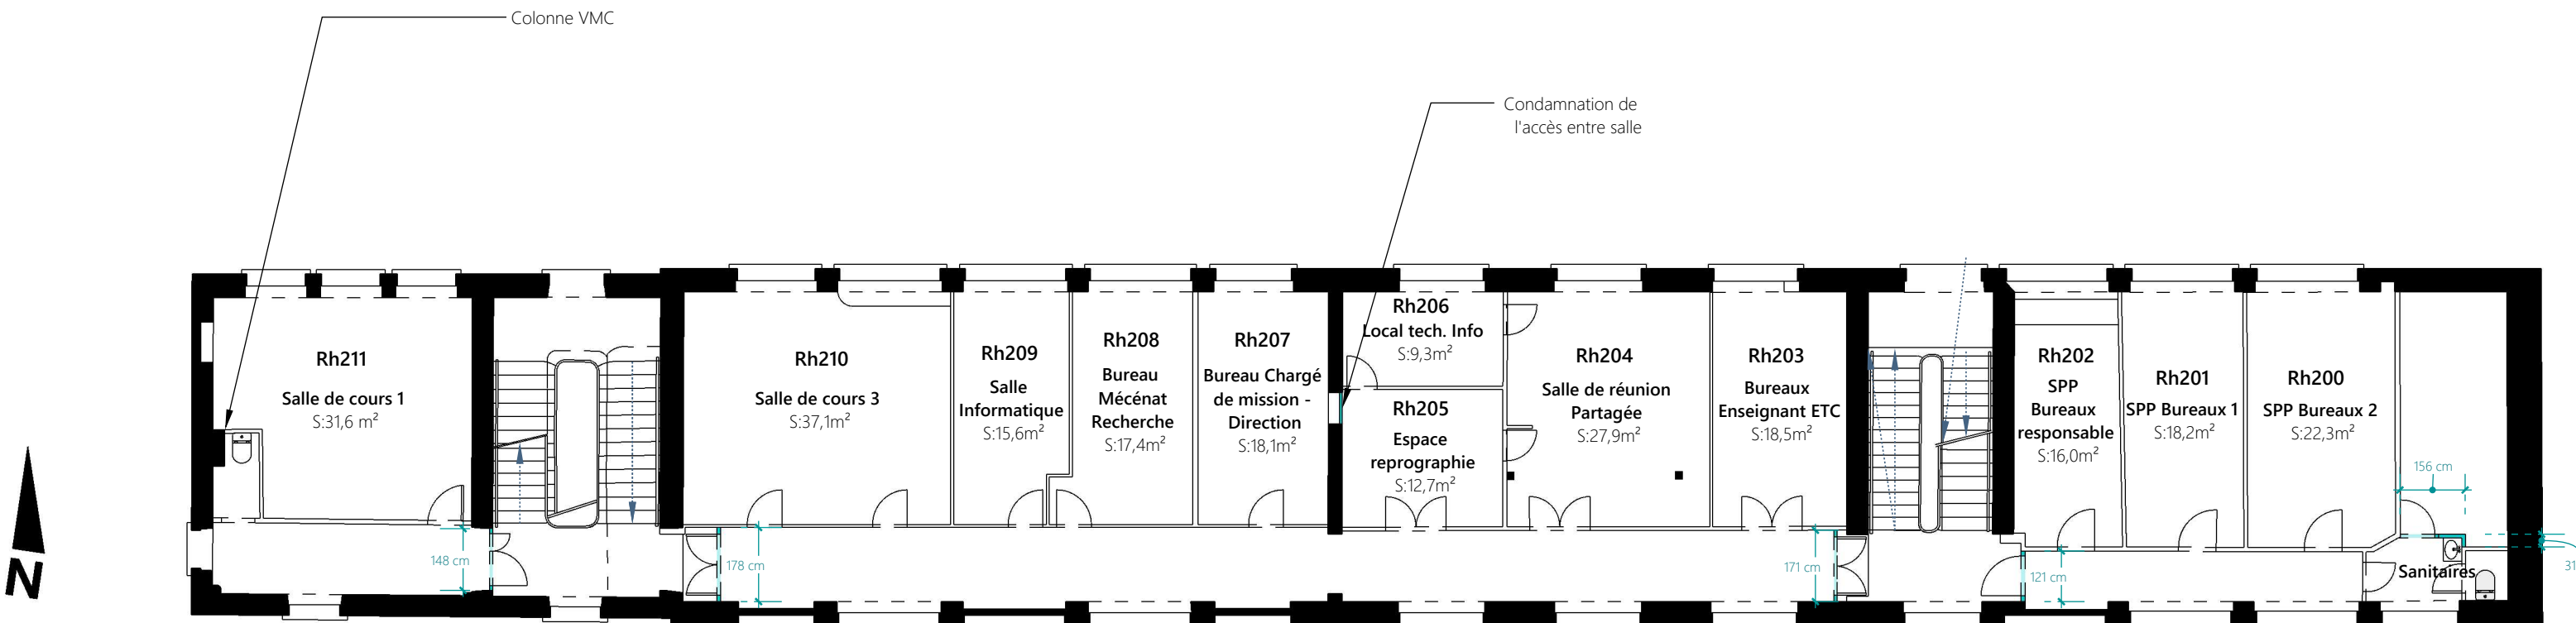 Colonne VMC
Condamnation de
l'accès entre salle
Rh211
Salle de cours 1
S:31,6 m²
Rh210
Salle de cours 3
S:37,1m²
Rh209
Salle
Informatique
S:15,6m²
Rh208
Bureau
Mécénat
Recherche
S:17,4m²
Rh207
Bureau Chargé
de mission -
Direction
S:18,1m²
Rh206
Local tech. Info
S:9,3m²
Rh205
Espace
reprographie
S:12,7m²
Rh204
Salle de réunion
Partagée
S:27,9m²
Rh203
Bureaux
Enseignant ETC
S:18,5m²
Rh202
SPP
Bureaux
responsable
S:16,0m²
Rh201
SPP Bureaux 1
S:18,2m²
Rh200
SPP Bureaux 2
S:22,3m²
156 cm
148 cm
178 cm
171 cm
121 cm
Sanitaires
31
N